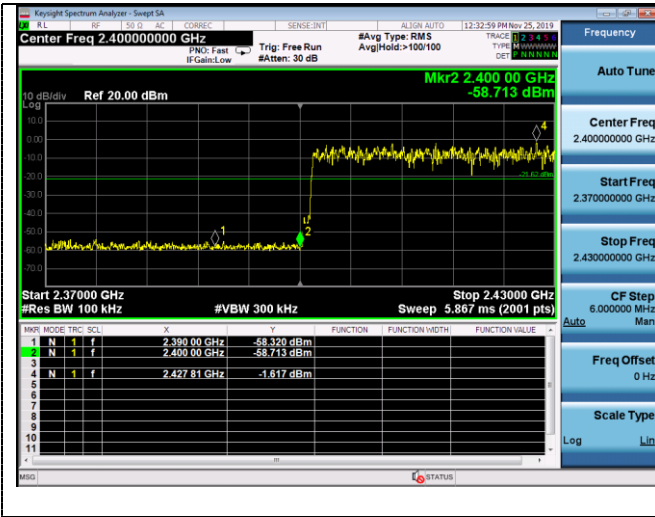 Keysight Spectrum Analyzer - Swept SA
RL RF 50 Ω AC CORREC SENSE:INT ALIGN AUTO 12:32:59 PM Nov 25, 2019
Center Freq 2.400000000 GHz
PNO: Fast
IFGain:Low
Trig: Free Run
#Atten: 30 dB
#Avg Type: RMS
Avg|Hold:>100/100
TRACE 1 2 3 4 5 6
TYPE M WWWWW
DET P NNNNN
Mkr2 2.400 00 GHz
-58.713 dBm
10 dB/div Ref 20.00 dBm
Log
10.0
0.00
-10.0
-20.0
-30.0
-40.0
-50.0
-60.0
-70.0
4
-21.62 dBm
1
2
Start 2.37000 GHz Stop 2.43000 GHz
#Res BW 100 kHz #VBW 300 kHz Sweep 5.867 ms (2001 pts)
MKR MODE TRC SCL X Y FUNCTION FUNCTION WIDTH FUNCTION VALUE
1 N 1 f 2.390 00 GHz -58.320 dBm
2 N 1 f 2.400 00 GHz -58.713 dBm
3
4 N 1 f 2.427 81 GHz -1.617 dBm
5
6
7
8
9
10
11
MSG STATUS
Frequency
Auto Tune
Center Freq
2.400000000 GHz
Start Freq
2.370000000 GHz
Stop Freq
2.430000000 GHz
CF Step
6.000000 MHz
Auto Man
Freq Offset
0 Hz
Scale Type
Log Lin